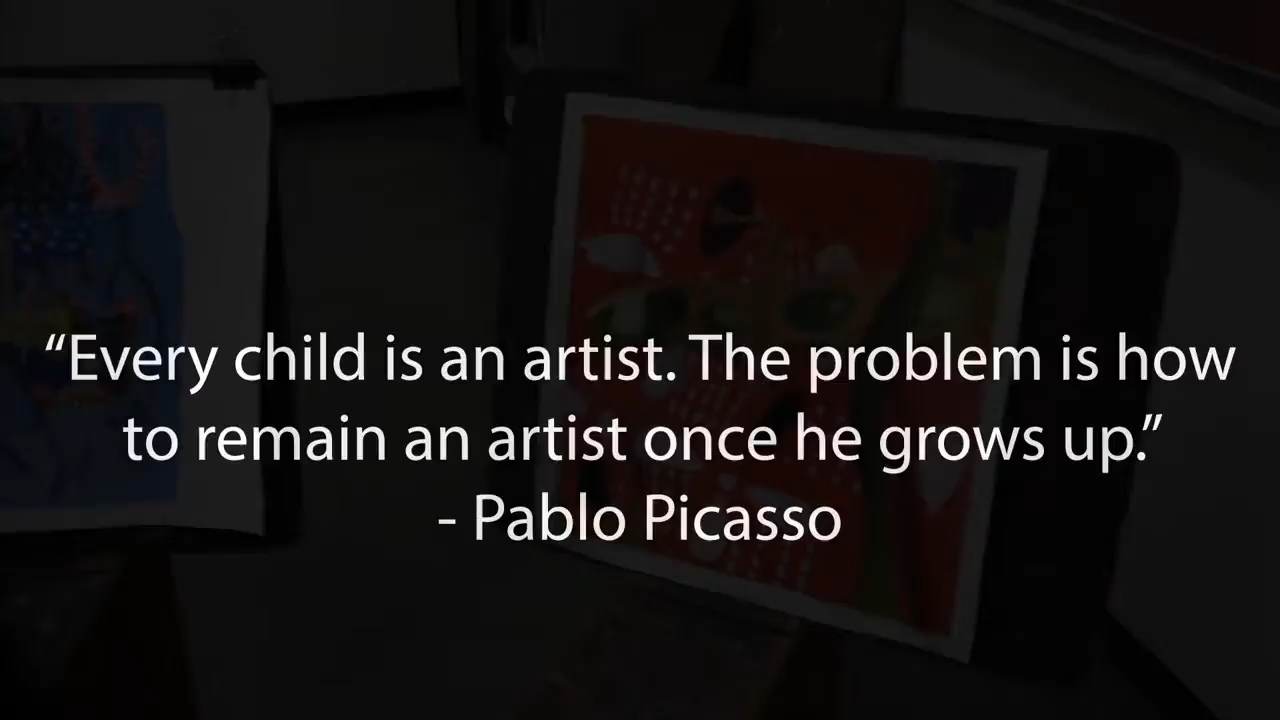 “Every child is an artist. The problem is how
to remain an artist once he grows up.”
- Pablo Picasso